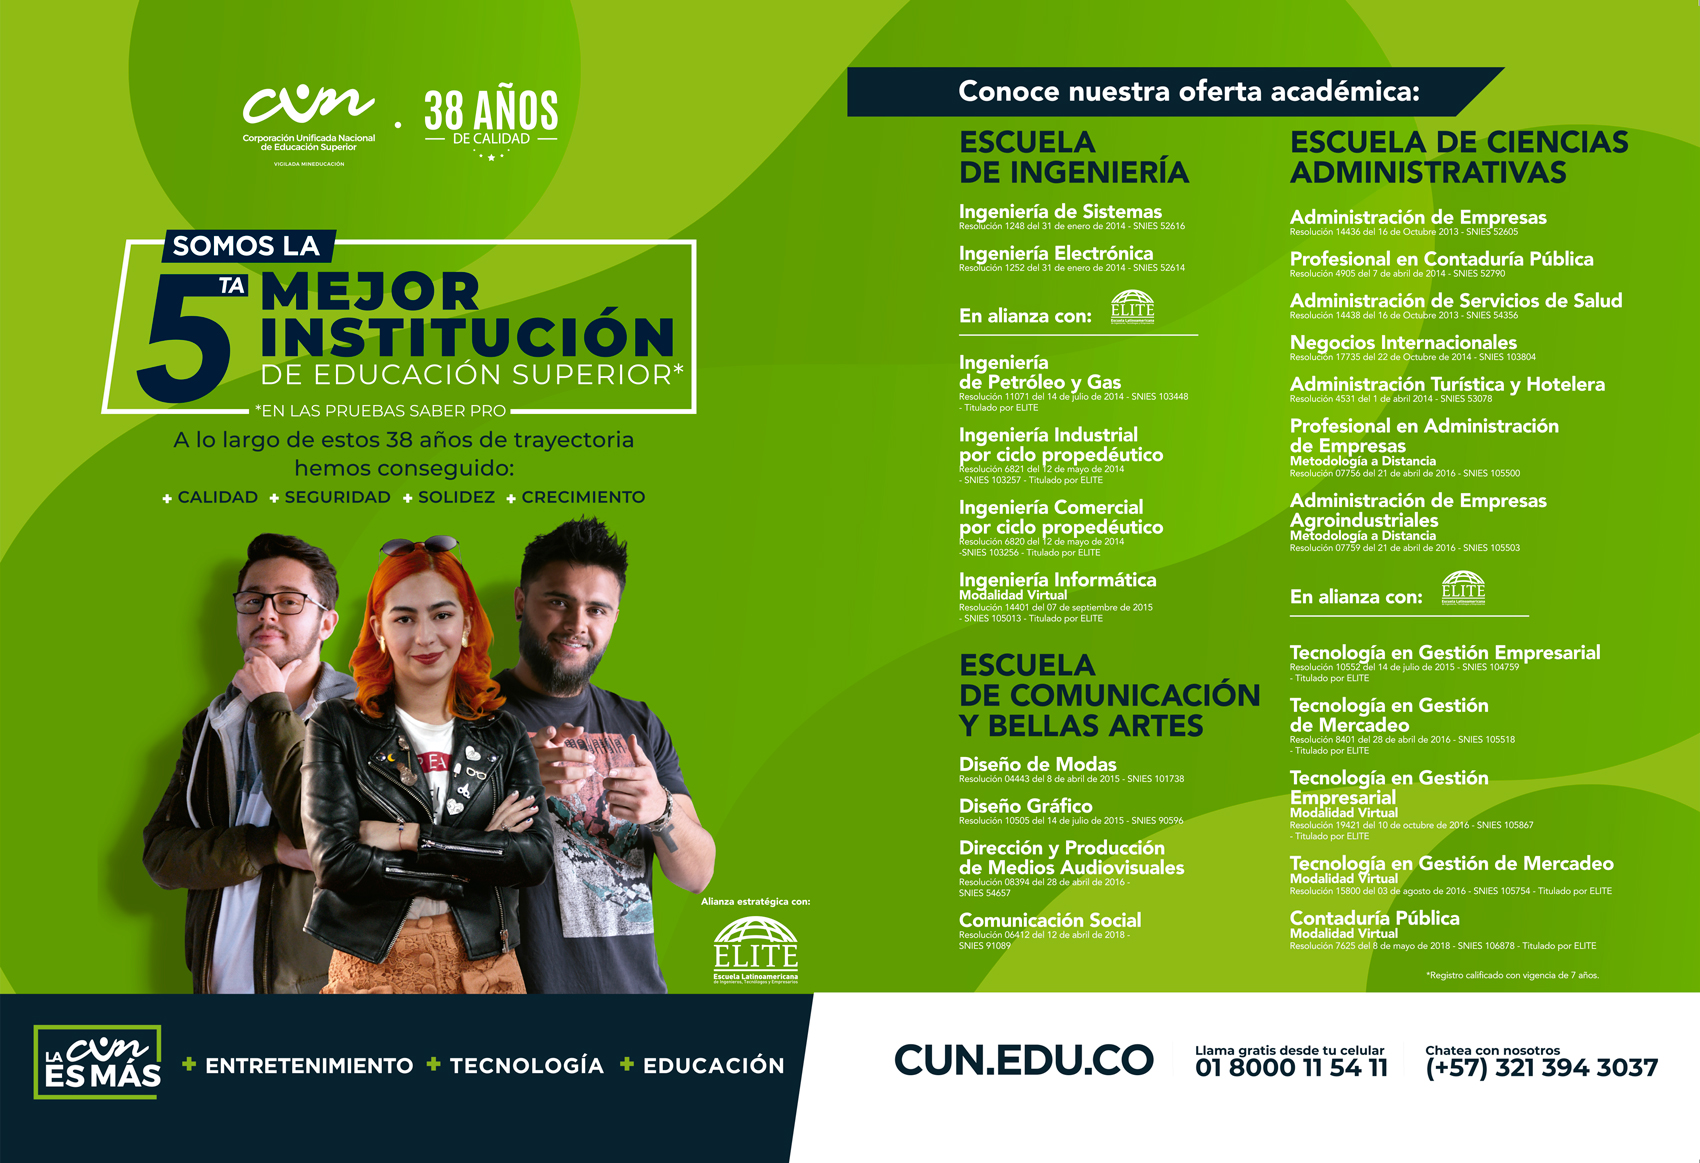 cun
Corporación Unificada Nacional
de Educación Superior
VIGILADA MINEDUCACIÓN
38 AÑOS
DE CALIDAD
SOMOS LA
5TA MEJOR
INSTITUCIÓN
DE EDUCACIÓN SUPERIOR*
*EN LAS PRUEBAS SABER PRO
A lo largo de estos 38 años de trayectoria
hemos conseguido:
+ CALIDAD + SEGURIDAD + SOLIDEZ + CRECIMIENTO
Alianza estratégica con:
ELITE
Escuela Latinoamericana
de Ingenieros, Tecnólogos y Empresarios
LA cun
ES MÁS
+ ENTRETENIMIENTO + TECNOLOGÍA + EDUCACIÓN
Conoce nuestra oferta académica:
ESCUELA
DE INGENIERÍA
Ingeniería de Sistemas
Resolución 1248 del 31 de enero de 2014 - SNIES 52616
Ingeniería Electrónica
Resolución 1252 del 31 de enero de 2014 - SNIES 52614
En alianza con: ELITE
Escuela Latinoamericana
Ingeniería
de Petróleo y Gas
Resolución 11071 del 14 de julio de 2014 - SNIES 103448
- Titulado por ELITE
Ingeniería Industrial
por ciclo propedéutico
Resolución 6821 del 12 de mayo de 2014
- SNIES 103257 - Titulado por ELITE
Ingeniería Comercial
por ciclo propedéutico
Resolución 6820 del 12 de mayo de 2014
-SNIES 103256 - Titulado por ELITE
Ingeniería Informática
Modalidad Virtual
Resolución 14401 del 07 de septiembre de 2015
- SNIES 105013 - Titulado por ELITE
ESCUELA
DE COMUNICACIÓN
Y BELLAS ARTES
Diseño de Modas
Resolución 04443 del 8 de abril de 2015 - SNIES 101738
Diseño Gráfico
Resolución 10505 del 14 de julio de 2015 - SNIES 90596
Dirección y Producción
de Medios Audiovisuales
Resolución 08394 del 28 de abril de 2016 -
SNIES 54657
Comunicación Social
Resolución 06412 del 12 de abril de 2018 -
SNIES 91089
ESCUELA DE CIENCIAS
ADMINISTRATIVAS
Administración de Empresas
Resolución 14436 del 16 de Octubre 2013 - SNIES 52605
Profesional en Contaduría Pública
Resolución 4905 del 7 de abril de 2014 - SNIES 52790
Administración de Servicios de Salud
Resolución 14438 del 16 de Octubre 2013 - SNIES 54356
Negocios Internacionales
Resolución 17735 del 22 de Octubre de 2014 - SNIES 103804
Administración Turística y Hotelera
Resolución 4531 del 1 de abril 2014 - SNIES 53078
Profesional en Administración
de Empresas
Metodología a Distancia
Resolución 07756 del 21 de abril de 2016 - SNIES 105500
Administración de Empresas
Agroindustriales
Metodología a Distancia
Resolución 07759 del 21 de abril de 2016 - SNIES 105503
En alianza con: ELITE
Escuela Latinoamericana
Tecnología en Gestión Empresarial
Resolución 10552 del 14 de julio de 2015 - SNIES 104759
- Titulado por ELITE
Tecnología en Gestión
de Mercadeo
Resolución 8401 del 28 de abril de 2016 - SNIES 105518
- Titulado por ELITE
Tecnología en Gestión
Empresarial
Modalidad Virtual
Resolución 19421 del 10 de octubre de 2016 - SNIES 105867
- Titulado por ELITE
Tecnología en Gestión de Mercadeo
Modalidad Virtual
Resolución 15800 del 03 de agosto de 2016 - SNIES 105754 - Titulado por ELITE
Contaduría Pública
Modalidad Virtual
Resolución 7625 del 8 de mayo de 2018 - SNIES 106878 - Titulado por ELITE
*Registro calificado con vigencia de 7 años.
CUN.EDU.CO
Llama gratis desde tu celular
01 8000 11 54 11
Chatea con nosotros
(+57) 321 394 3037